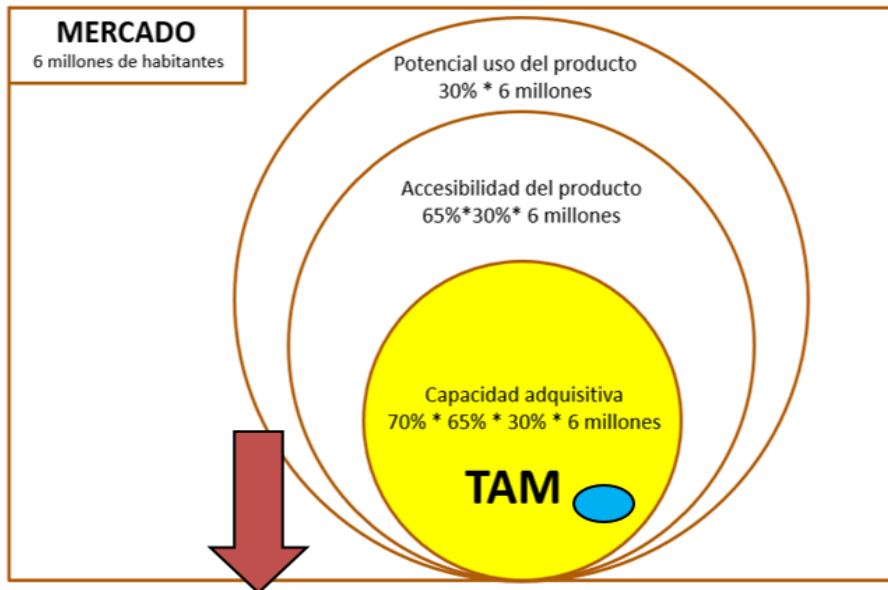 MERCADO
6 millones de habitantes
Potencial uso del producto
30% * 6 millones
Accesibilidad del producto
65%*30%* 6 millones
Capacidad adquisitiva
70% * 65% * 30% * 6 millones
TAM